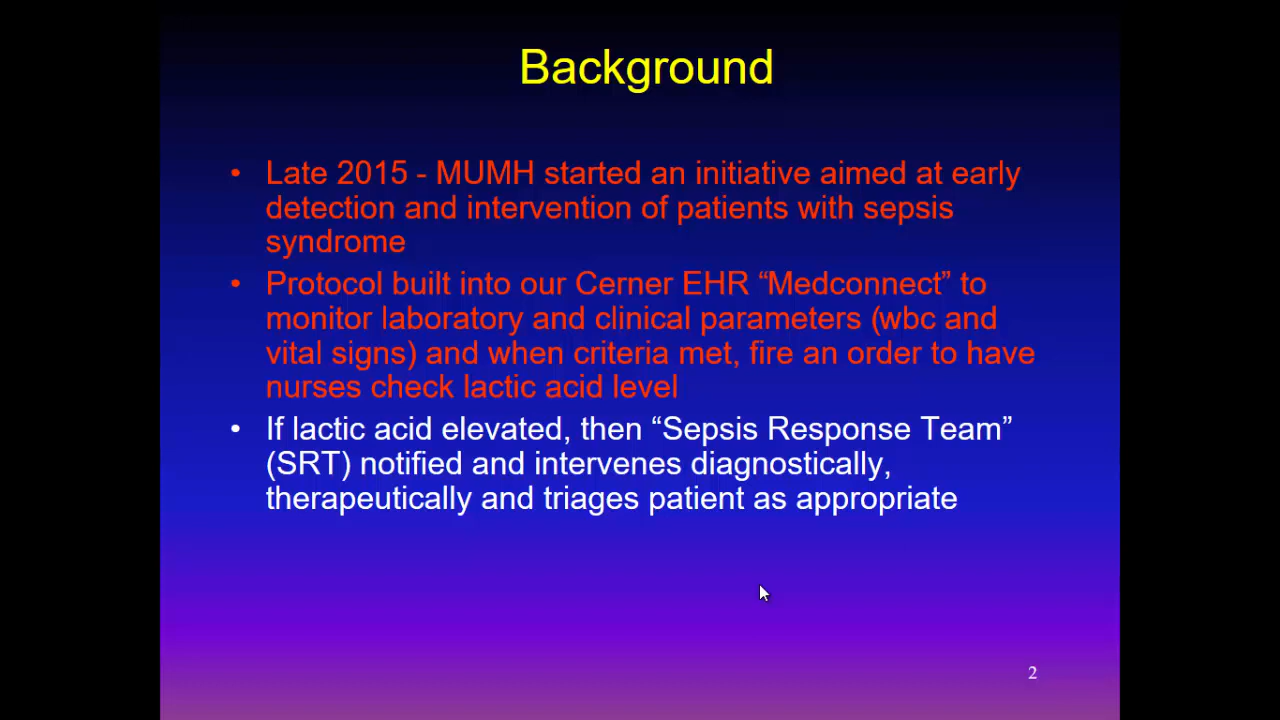 Background
• Late 2015 - MUMH started an initiative aimed at early
detection and intervention of patients with sepsis
syndrome
• Protocol built into our Cerner EHR “Medconnect” to
monitor laboratory and clinical parameters (wbc and
vital signs) and when criteria met, fire an order to have
nurses check lactic acid level
• If lactic acid elevated, then “Sepsis Response Team”
(SRT) notified and intervenes diagnostically,
therapeutically and triages patient as appropriate
2